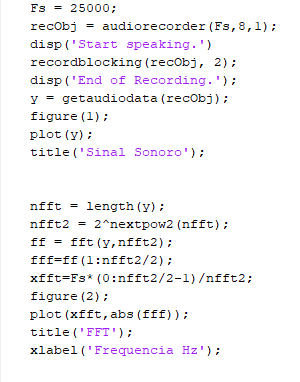 Fs = 25000;
recObj = audiorecorder(Fs,8,1);
disp('Start speaking.')
recordblocking(recObj, 2);
disp('End of Recording.');
y = getaudiodata(recObj);
figure(1);
plot(y);
title('Sinal Sonoro');
nfft = length(y);
nfft2 = 2^nextpow2(nfft);
ff = fft(y,nfft2);
fff=ff(1:nfft2/2);
xfft=Fs*(0:nfft2/2-1)/nfft2;
figure(2);
plot(xfft,abs(fff));
title('FFT');
xlabel('Frequencia Hz');